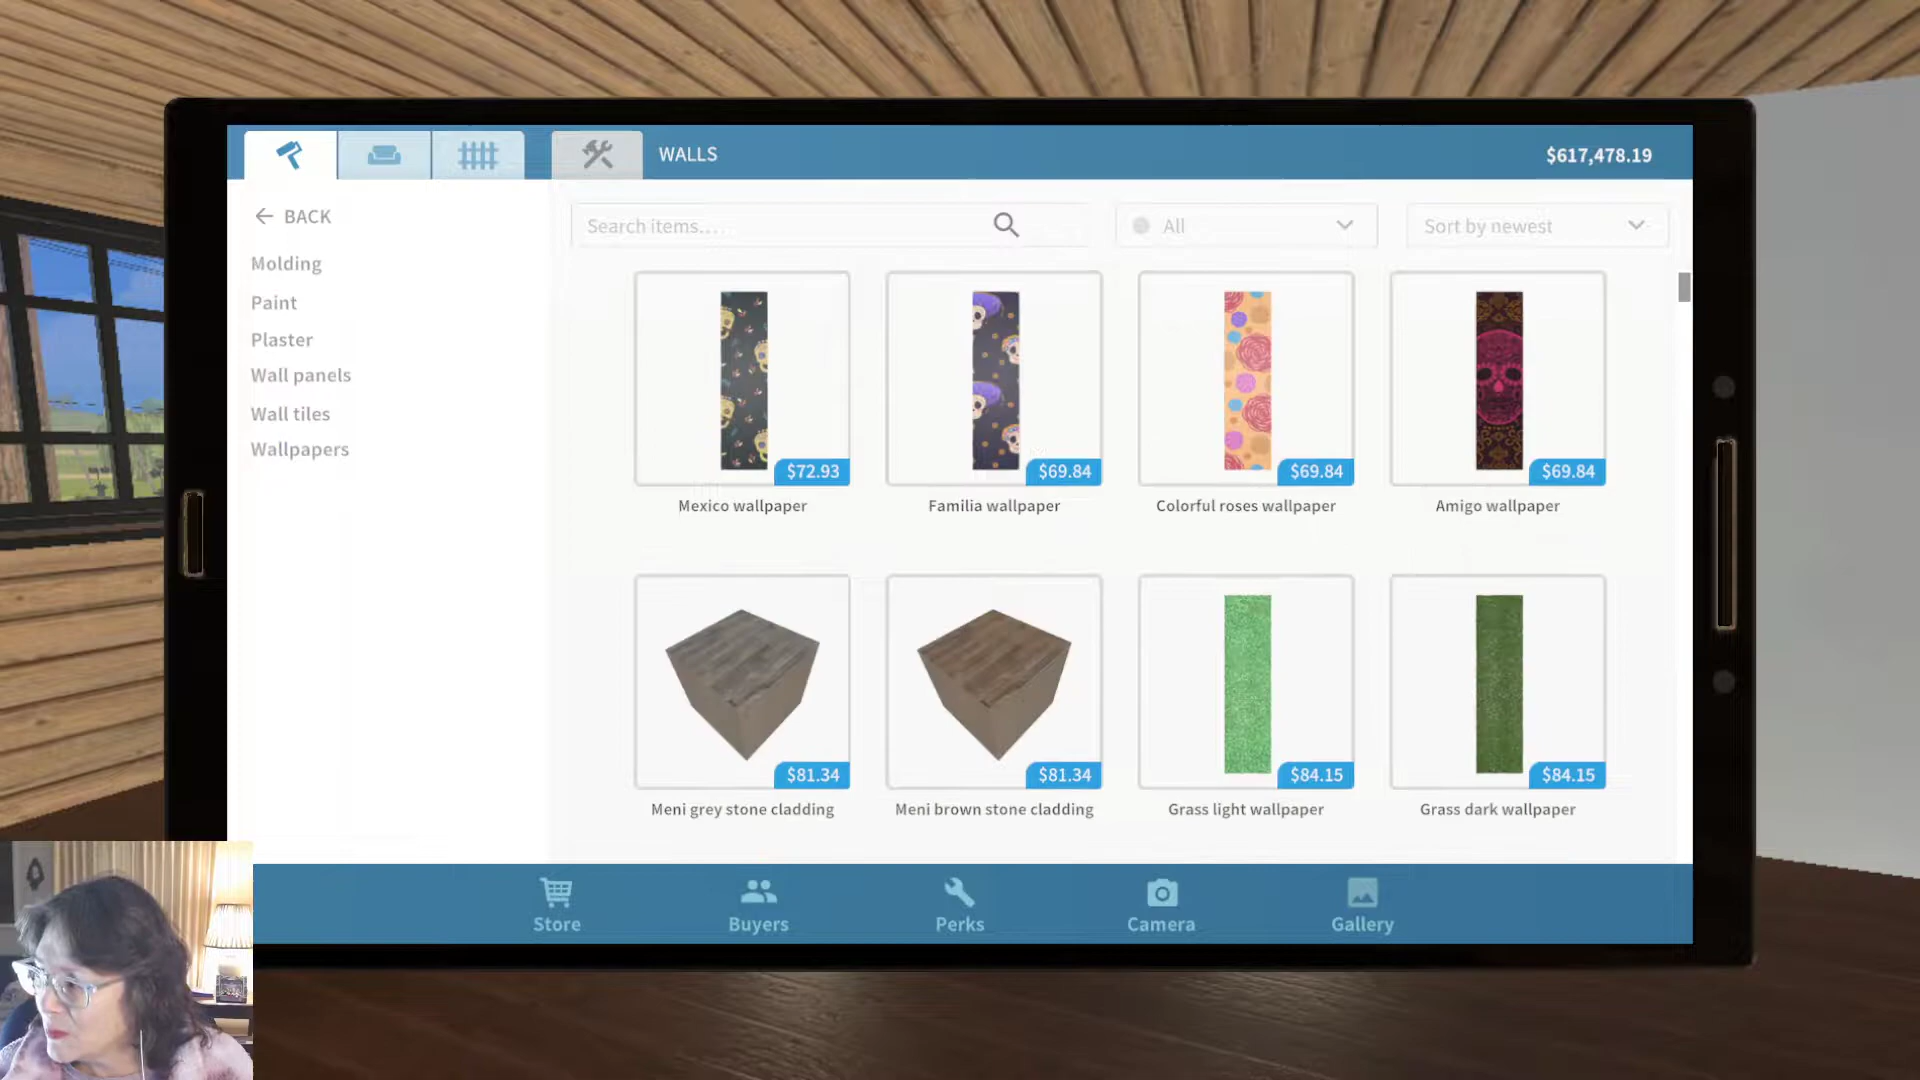 WALLS
$617,478.19
BACK
Search items.....
All
Sort by newest
Molding
Paint
Plaster
Wall panels
Wall tiles
Wallpapers
$72.93
$69.84
$69.84
$69.84
Mexico wallpaper
Familia wallpaper
Colorful roses wallpaper
Amigo wallpaper
$81.34
$81.34
$84.15
$84.15
Meni grey stone cladding
Meni brown stone cladding
Grass light wallpaper
Grass dark wallpaper
Store
Buyers
Perks
Camera
Gallery